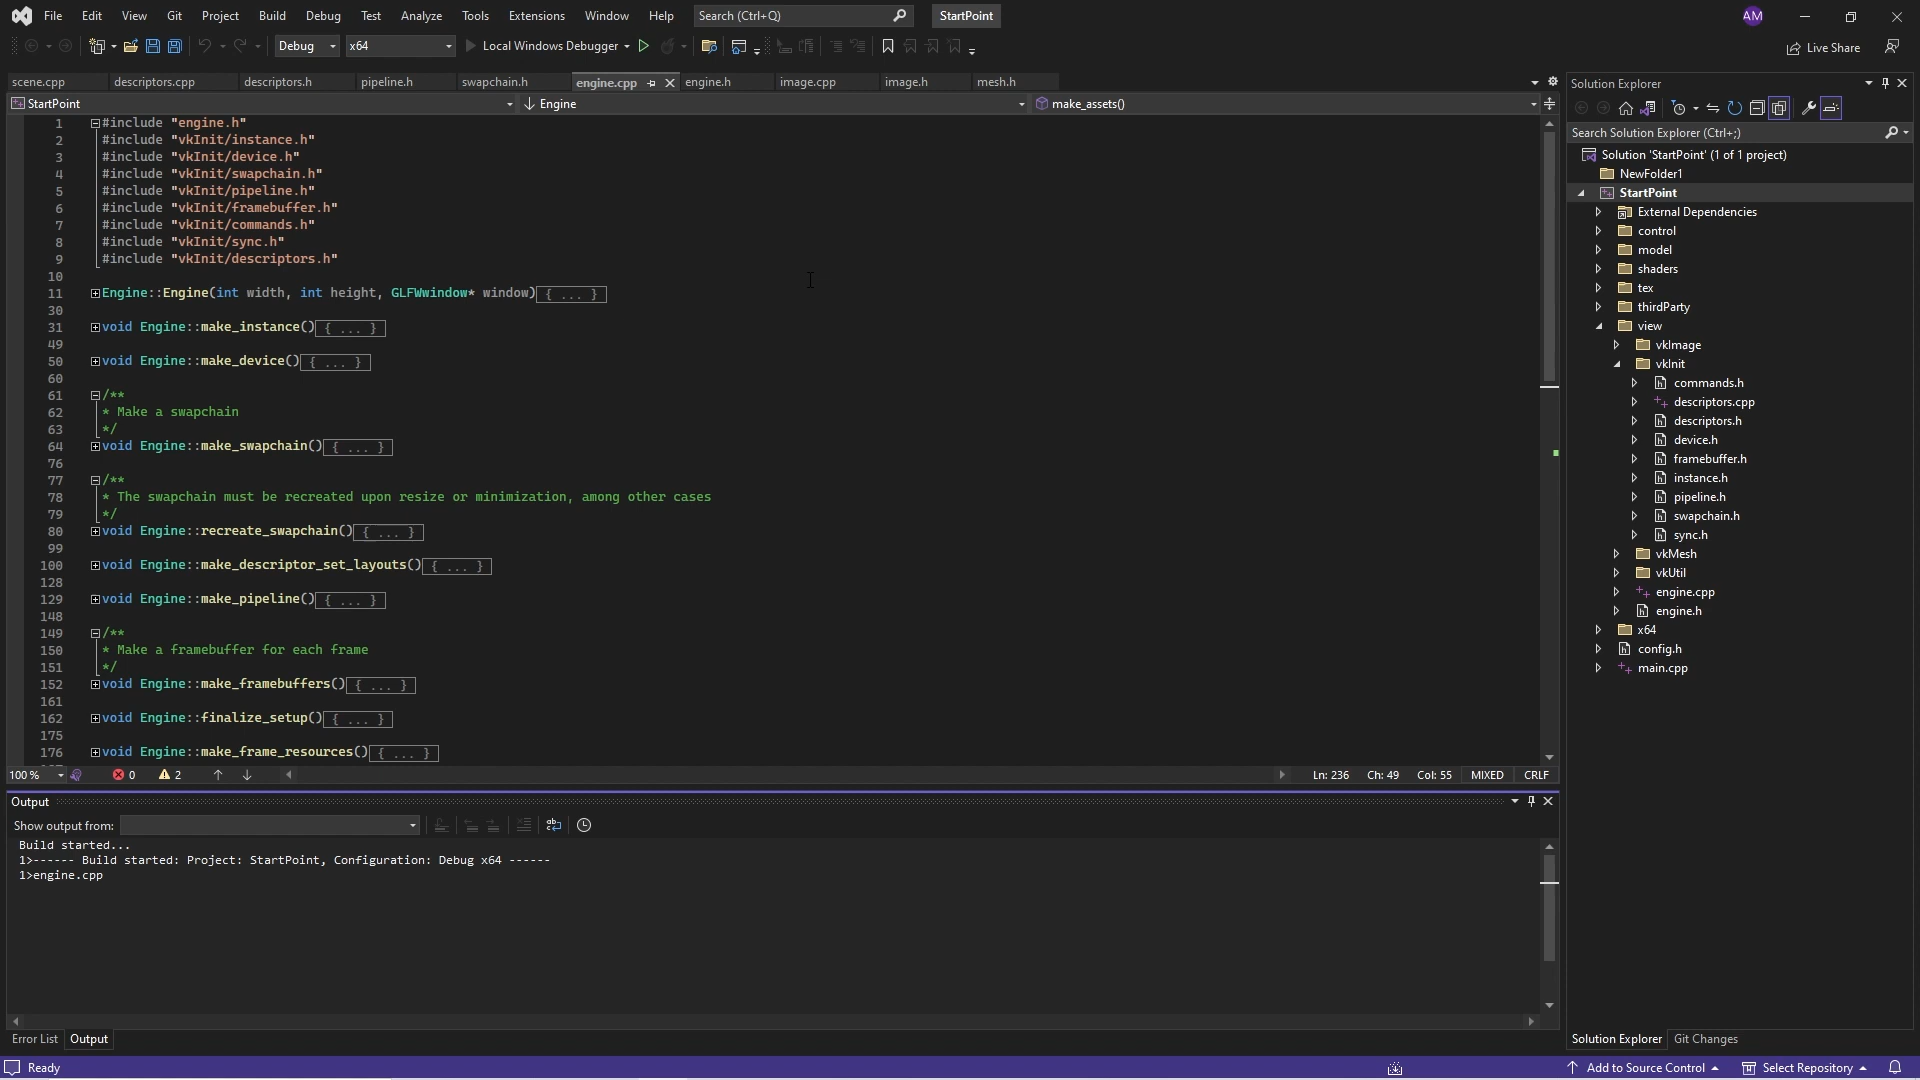 File Edit View Git Project Build Debug Test Analyze Tools Extensions Window Help Search (Ctrl+Q) StartPoint AM
Debug x64 Local Windows Debugger Live Share
scene.cpp descriptors.cpp descriptors.h pipeline.h swapchain.h engine.cpp engine.h image.cpp image.h mesh.h
StartPoint Engine make_assets()
1 #include "engine.h"
2 #include "vkInit/instance.h"
3 #include "vkInit/device.h"
4 #include "vkInit/swapchain.h"
5 #include "vkInit/pipeline.h"
6 #include "vkInit/framebuffer.h"
7 #include "vkInit/commands.h"
8 #include "vkInit/sync.h"
9 #include "vkInit/descriptors.h"
10
11 Engine::Engine(int width, int height, GLFWwindow* window) { ... }
30
31 void Engine::make_instance() { ... }
49
50 void Engine::make_device() { ... }
60
61 /**
62 * Make a swapchain
63 */
64 void Engine::make_swapchain() { ... }
76
77 /**
78 * The swapchain must be recreated upon resize or minimization, among other cases
79 */
80 void Engine::recreate_swapchain() { ... }
99
100 void Engine::make_descriptor_set_layouts() { ... }
128
129 void Engine::make_pipeline() { ... }
148
149 /**
150 * Make a framebuffer for each frame
151 */
152 void Engine::make_framebuffers() { ... }
161
162 void Engine::finalize_setup() { ... }
175
176 void Engine::make_frame_resources() { ... }
100 % 0 2 Ln: 236 Ch: 49 Col: 55 MIXED CRLF
Output
Show output from:
Build started...
1>------ Build started: Project: StartPoint, Configuration: Debug x64 ------
1>engine.cpp
Error List Output
Solution Explorer
Search Solution Explorer (Ctrl+;)
Solution 'StartPoint' (1 of 1 project)
NewFolder1
StartPoint
External Dependencies
control
model
shaders
tex
thirdParty
view
vkImage
vkInit
commands.h
descriptors.cpp
descriptors.h
device.h
framebuffer.h
instance.h
pipeline.h
swapchain.h
sync.h
vkMesh
vkUtil
engine.cpp
engine.h
x64
config.h
main.cpp
Solution Explorer Git Changes
Ready Add to Source Control Select Repository